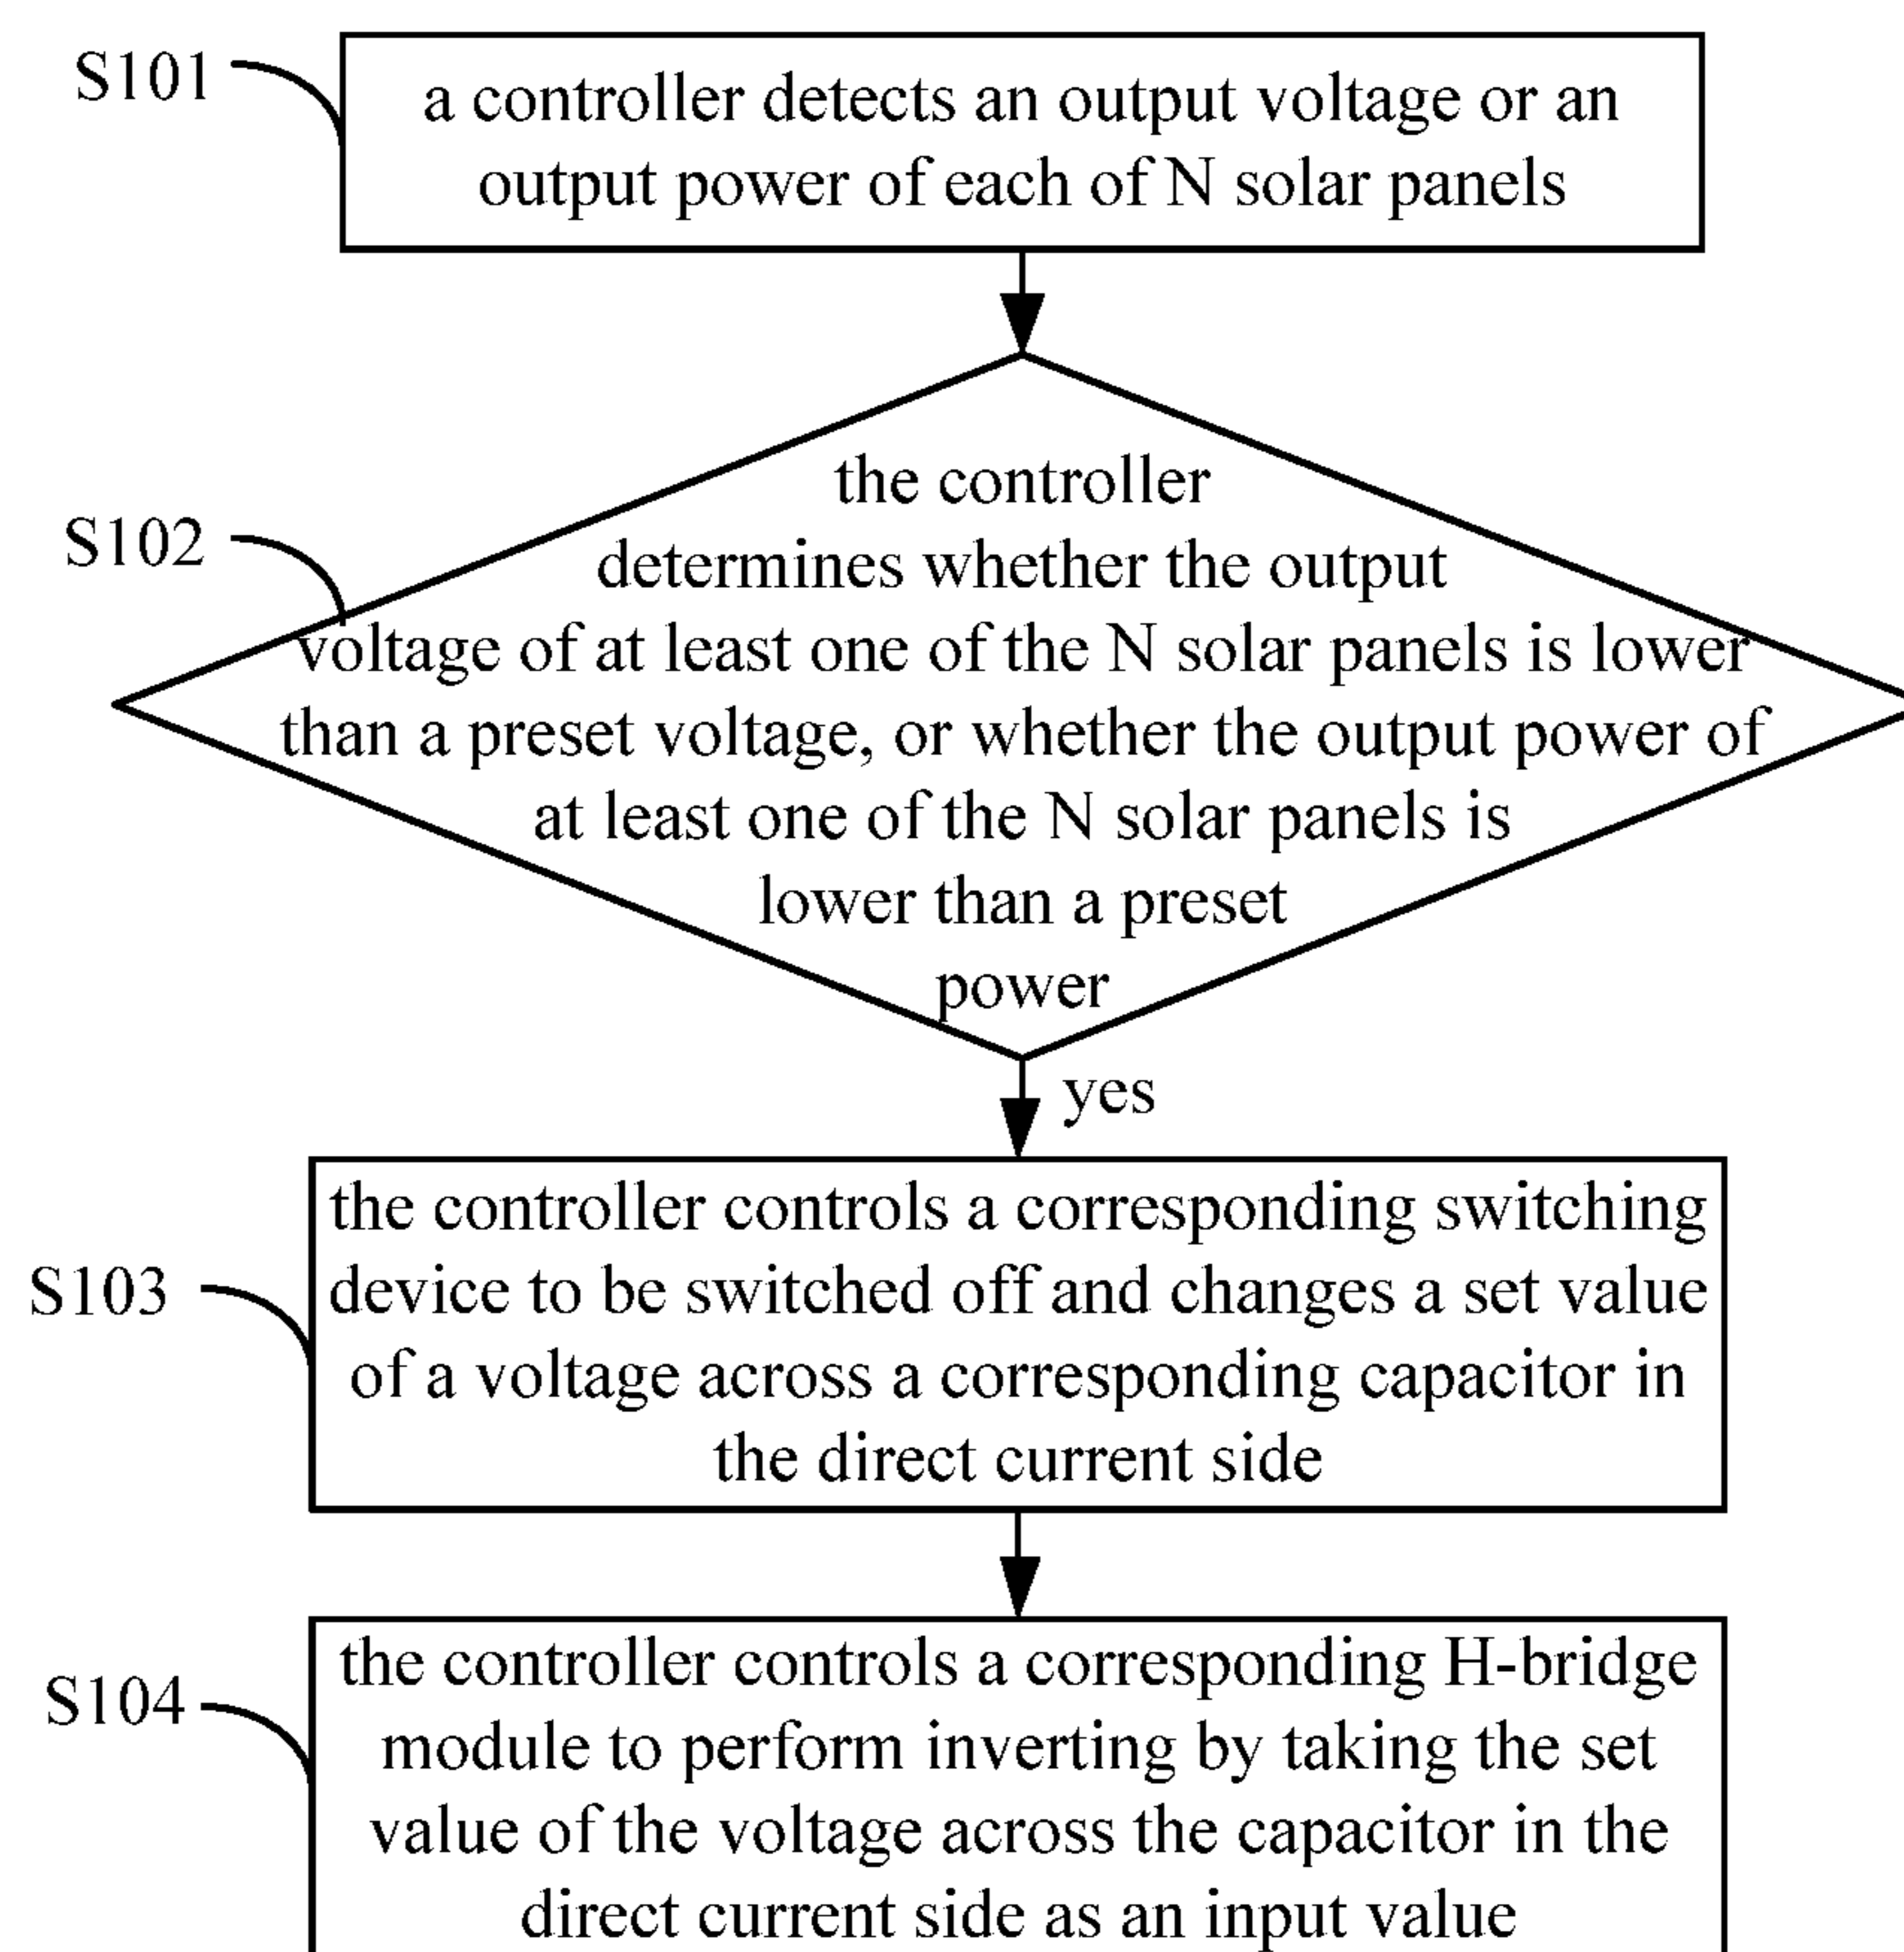 S101
a controller detects an output voltage or an
output power of each of N solar panels
S102
the controller
determines whether the output
voltage of at least one of the N solar panels is lower
than a preset voltage, or whether the output power of
at least one of the N solar panels is
lower than a preset
power
yes
S103
the controller controls a corresponding switching
device to be switched off and changes a set value
of a voltage across a corresponding capacitor in
the direct current side
S104
the controller controls a corresponding H-bridge
module to perform inverting by taking the set
value of the voltage across the capacitor in the
direct current side as an input value